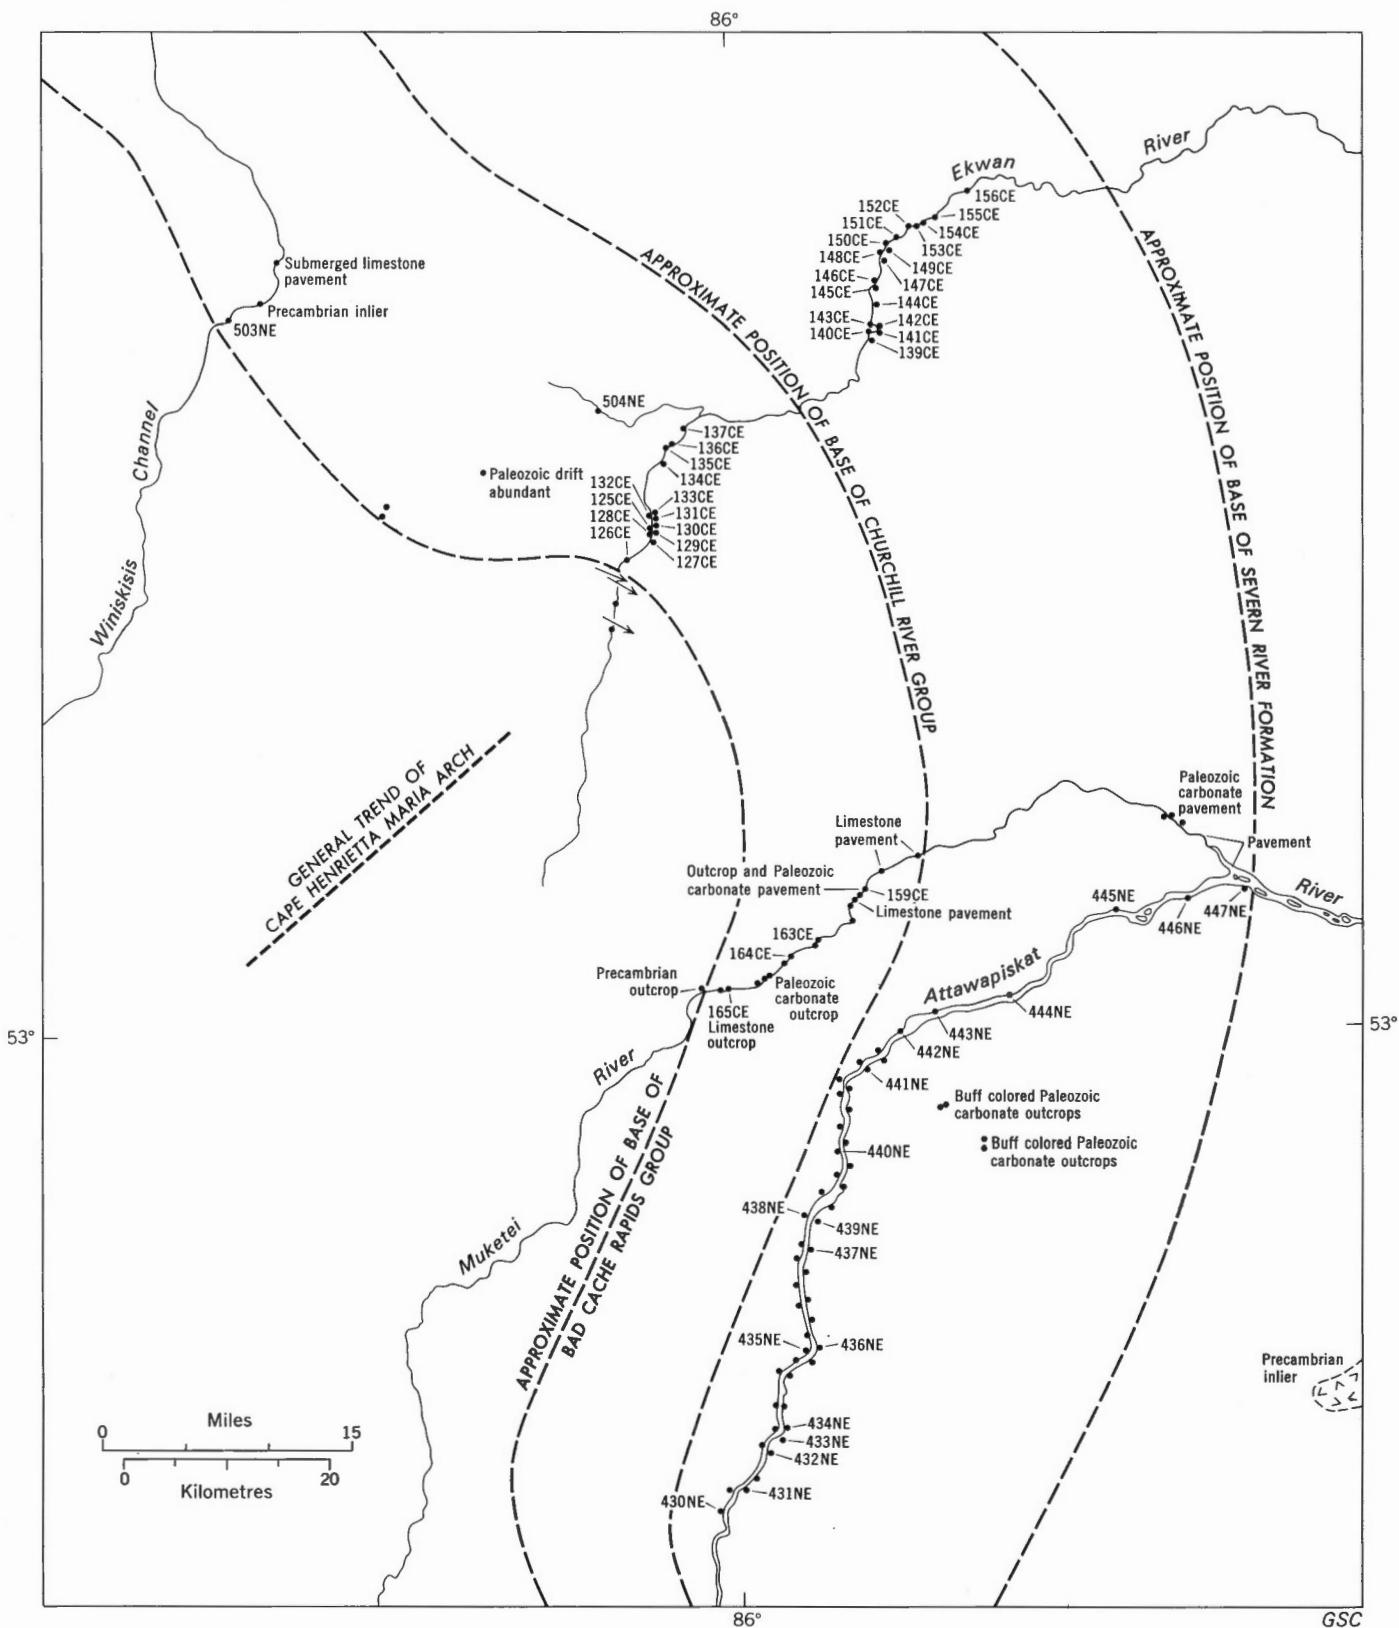 86°
River
Ekwan
156CE
152CE
155CE
151CE
154CE
150CE
153CE
148CE
149CE
147CE
146CE
145CE
144CE
143CE
142CE
140CE
141CE
139CE
APPROXIMATE POSITION OF BASE OF CHURCHILL RIVER GROUP
APPROXIMATE POSITION OF BASE OF SEVERN RIVER FORMATION
Submerged limestone
pavement
Precambrian inlier
503NE
Channel
Winiskisis
504NE
137CE
136CE
135CE
134CE
Paleozoic drift
abundant
132CE
125CE
128CE
126CE
133CE
131CE
130CE
129CE
127CE
GENERAL TREND OF
CAPE HENRIETTA MARIA ARCH
Paleozoic
carbonate
pavement
Pavement
Limestone
pavement
Outcrop and Paleozoic
carbonate pavement
159CE
Limestone pavement
River
445NE
447NE
446NE
163CE
164CE
Attawapiskat
Precambrian
outcrop
Paleozoic
carbonate
outcrop
165CE
Limestone
outcrop
444NE
443NE
442NE
441NE
53°
53°
River
Muketei
Buff colored Paleozoic
carbonate outcrops
Buff colored Paleozoic
carbonate outcrops
440NE
438NE
439NE
437NE
APPROXIMATE POSITION OF BASE OF
BAD CACHE RAPIDS GROUP
435NE
436NE
Precambrian
inlier
434NE
433NE
432NE
431NE
430NE
Miles
0 15
0 20
Kilometres
86°
GSC